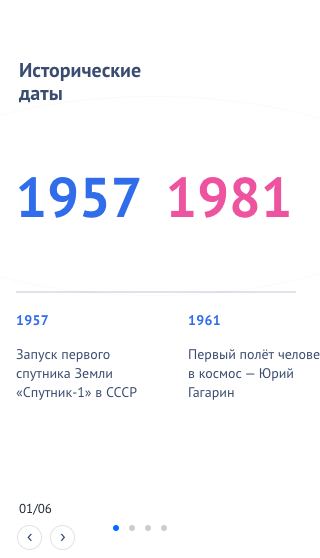 Исторические
даты
1957 1981
1957
Запуск первого
спутника Земли
«Спутник-1» в СССР
1961
Первый полёт челове
в космос — Юрий
Гагарин
01/06